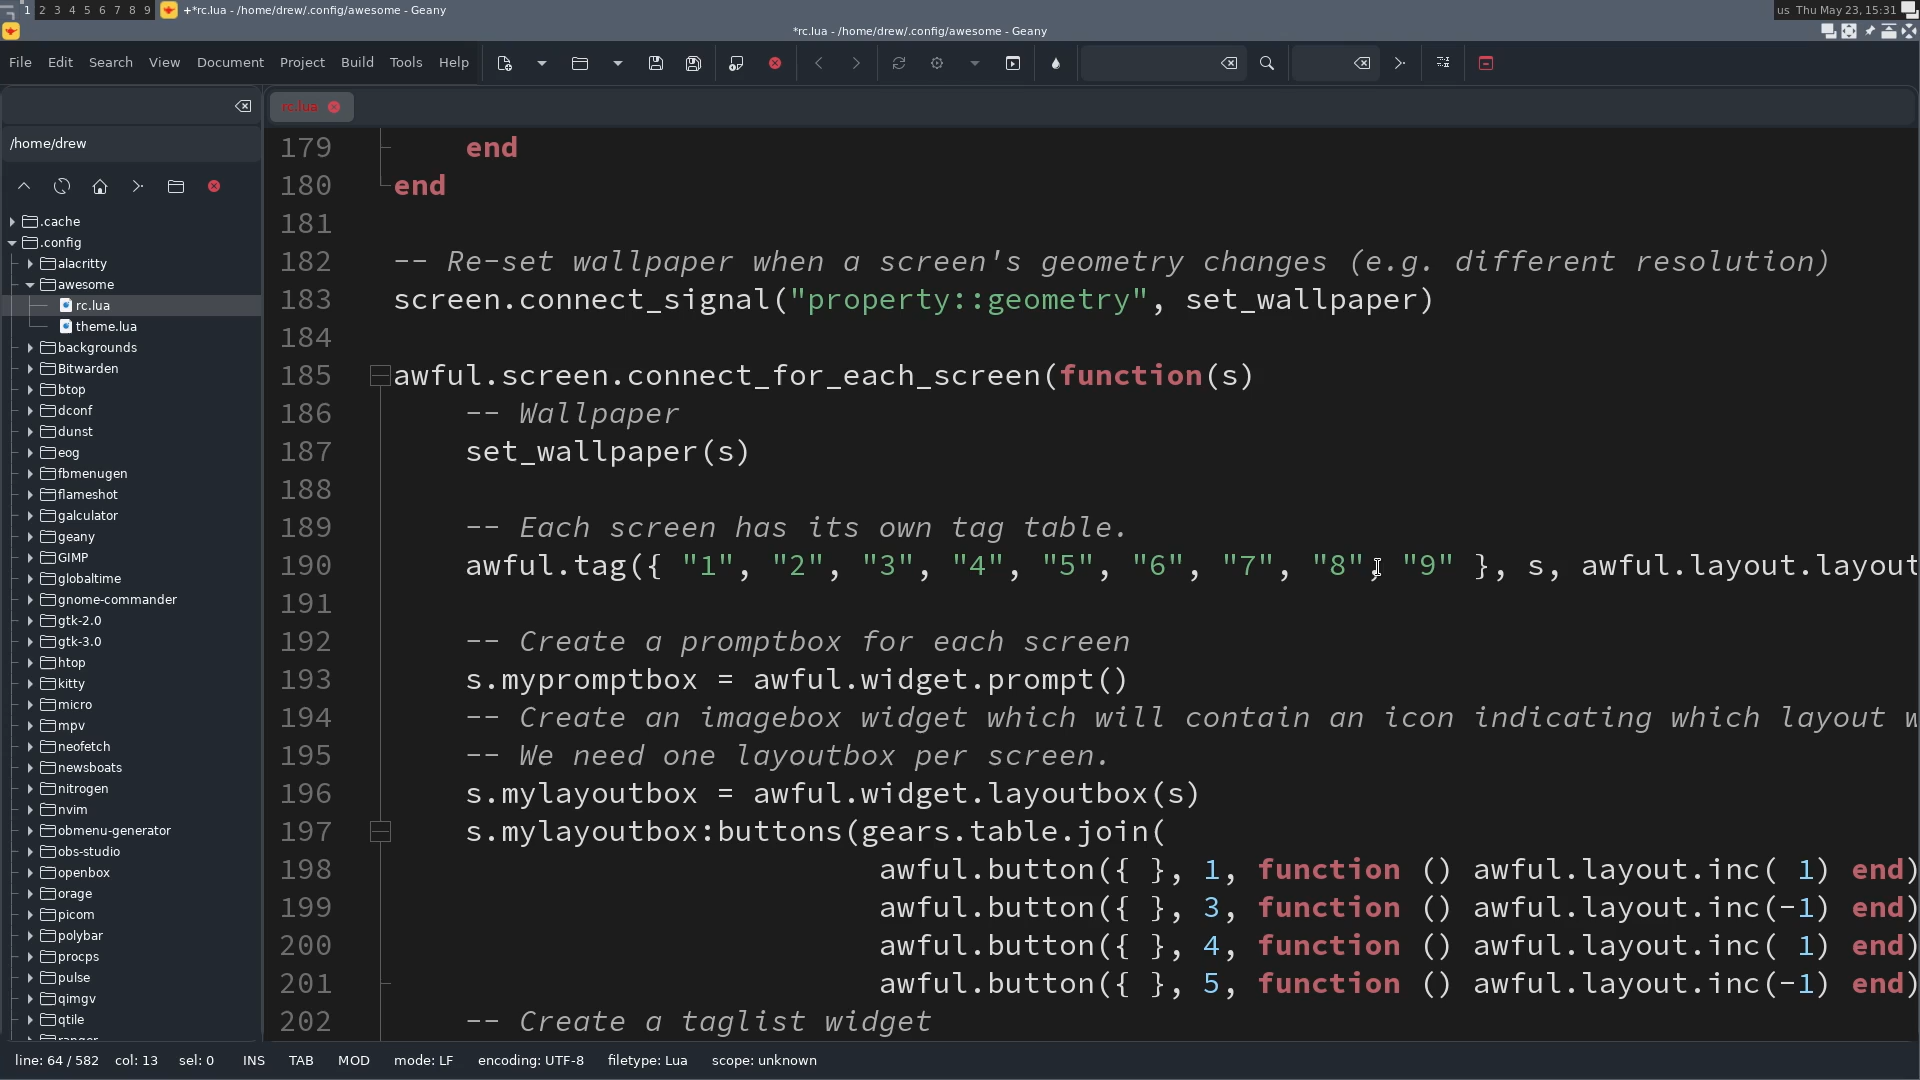 1 2 3 4 5 6 7 8 9 +*rc.lua - /home/drew/.config/awesome - Geany us Thu May 23, 15:31
*rc.lua - /home/drew/.config/awesome - Geany
File Edit Search View Document Project Build Tools Help
rc.lua
/home/drew
.cache
.config
alacritty
awesome
rc.lua
theme.lua
backgrounds
Bitwarden
btop
dconf
dunst
eog
fbmenugen
flameshot
galculator
geany
GIMP
globaltime
gnome-commander
gtk-2.0
gtk-3.0
htop
kitty
micro
mpv
neofetch
newsboats
nitrogen
nvim
obmenu-generator
obs-studio
openbox
orage
picom
polybar
procps
pulse
qimgv
qtile
179 end
180 end
181
182 -- Re-set wallpaper when a screen's geometry changes (e.g. different resolution)
183 screen.connect_signal("property::geometry", set_wallpaper)
184
185 awful.screen.connect_for_each_screen(function(s)
186 -- Wallpaper
187 set_wallpaper(s)
188
189 -- Each screen has its own tag table.
190 awful.tag({ "1", "2", "3", "4", "5", "6", "7", "8", "9" }, s, awful.layout.layout
191
192 -- Create a promptbox for each screen
193 s.mypromptbox = awful.widget.prompt()
194 -- Create an imagebox widget which will contain an icon indicating which layout w
195 -- We need one layoutbox per screen.
196 s.mylayoutbox = awful.widget.layoutbox(s)
197 s.mylayoutbox:buttons(gears.table.join(
198 awful.button({ }, 1, function () awful.layout.inc( 1) end)
199 awful.button({ }, 3, function () awful.layout.inc(-1) end)
200 awful.button({ }, 4, function () awful.layout.inc( 1) end)
201 awful.button({ }, 5, function () awful.layout.inc(-1) end)
202 -- Create a taglist widget
line: 64 / 582 col: 13 sel: 0 INS TAB MOD mode: LF encoding: UTF-8 filetype: Lua scope: unknown